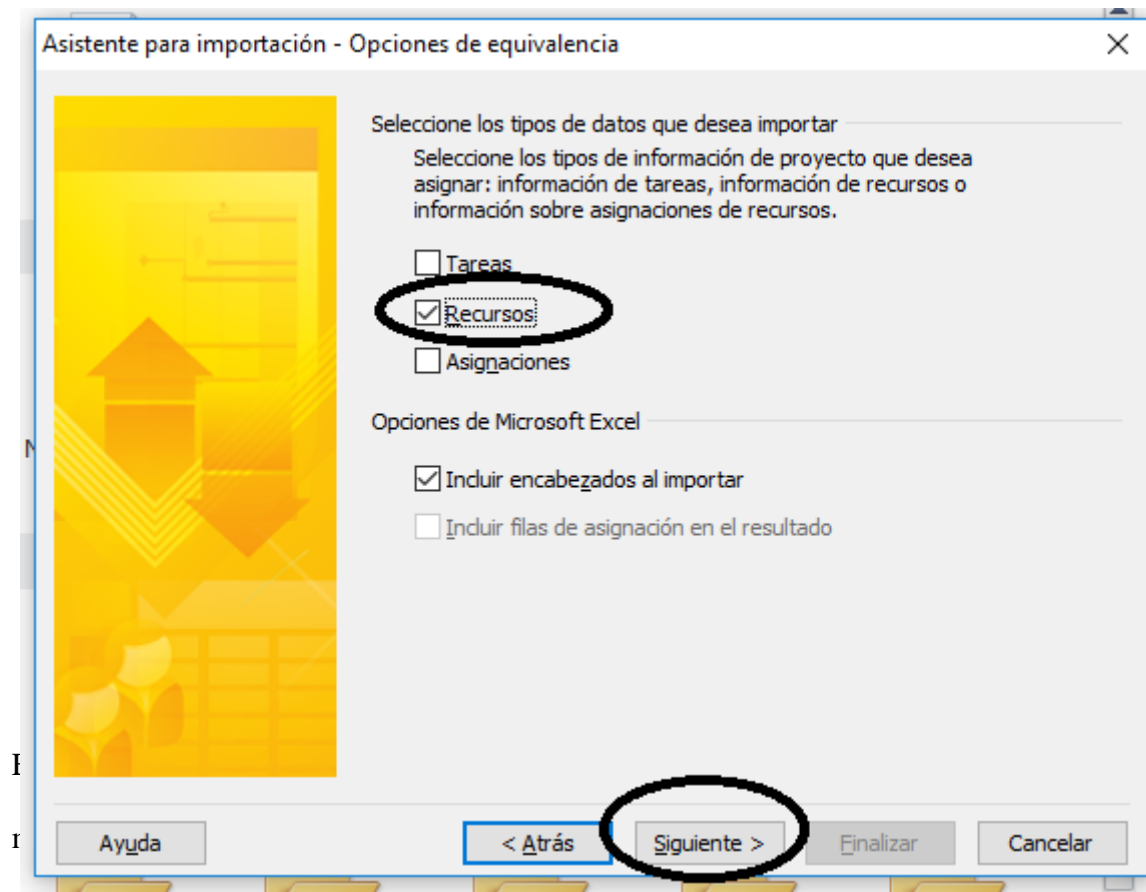 Asistente para importación - Opciones de equivalencia
Seleccione los tipos de datos que desea importar
Seleccione los tipos de información de proyecto que desea
asignar: información de tareas, información de recursos o
información sobre asignaciones de recursos.
Tareas
Recursos
Asignaciones
Opciones de Microsoft Excel
Incluir encabezados al importar
Incluir filas de asignación en el resultado
Ayuda
< Atrás
Siguiente >
Finalizar
Cancelar